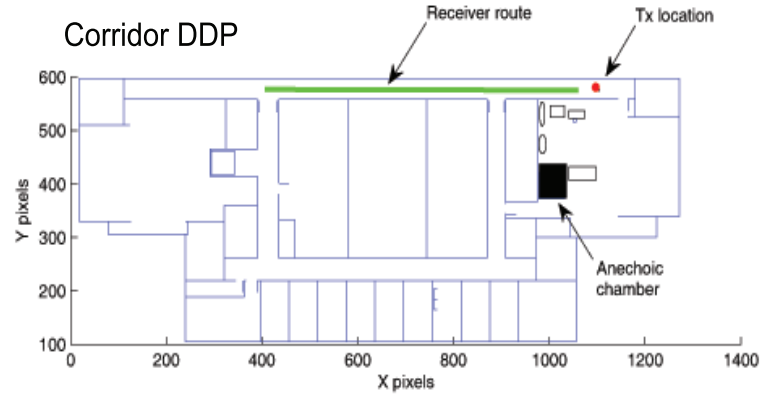 Receiver route
Tx location
Corridor DDP
600
500
400
300
200
100
Y pixels
Anechoic
chamber
0
200
400
600
800
1000
1200
1400
X pixels